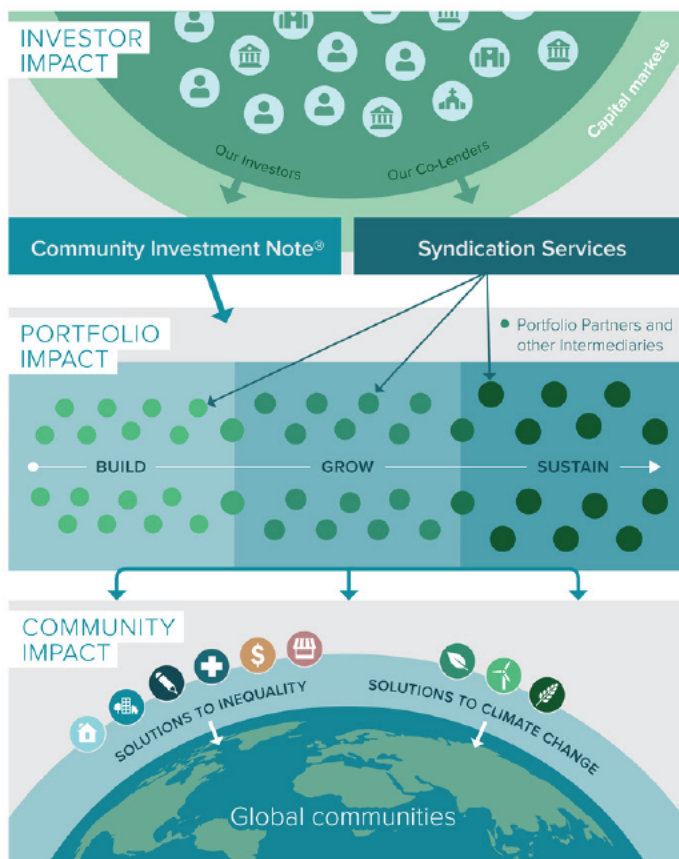 INVESTOR
IMPACT
Capital markets
Our Investors
Our Co-Lenders
Community Investment Note®
Syndication Services
PORTFOLIO
IMPACT
Portfolio Partners and
other Intermediaries
BUILD
GROW
SUSTAIN
COMMUNITY
IMPACT
$
SOLUTIONS TO INEQUALITY
SOLUTIONS TO CLIMATE CHANGE
Global communities